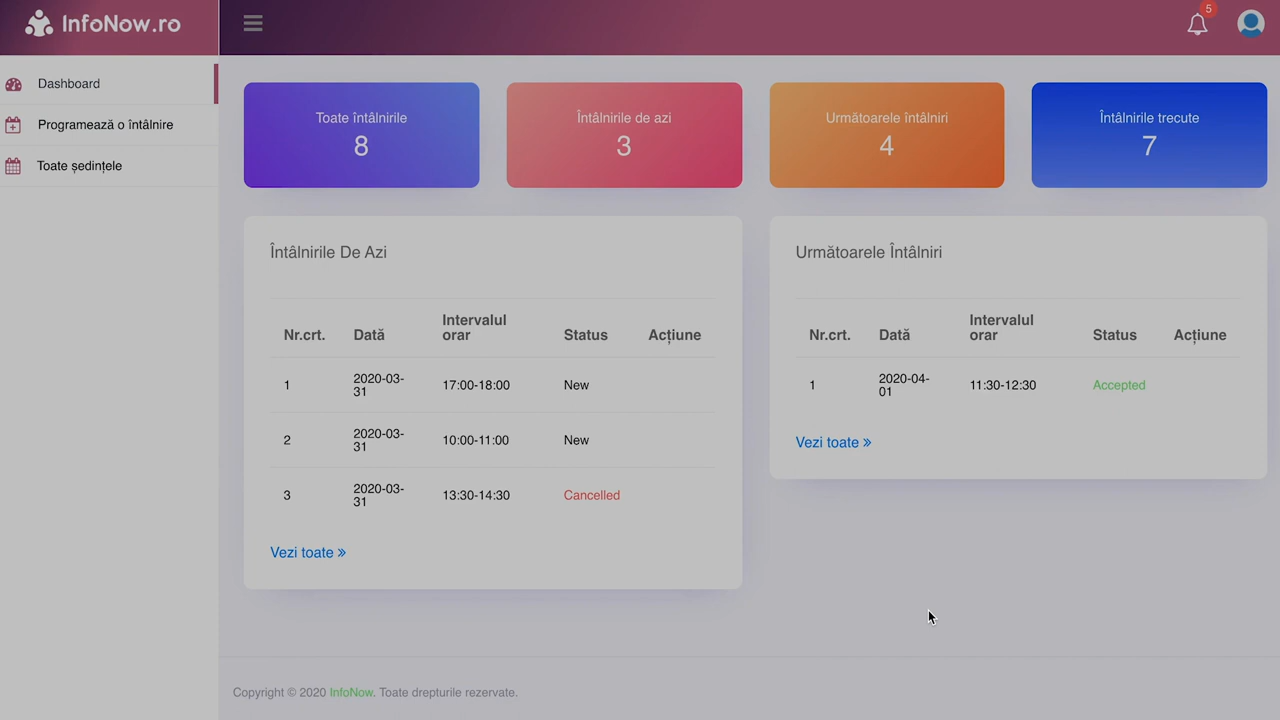 InfoNow.ro
5
Dashboard
Programează o întâlnire
Toate ședințele
Toate întâlnirile
8
Întâlnirile de azi
3
Următoarele întâlniri
4
Întâlnirile trecute
7
Întâlnirile De Azi
Nr.crt. Dată Intervalul orar Status Acțiune
1 2020-03-31 17:00-18:00 New
2 2020-03-31 10:00-11:00 New
3 2020-03-31 13:30-14:30 Cancelled
Vezi toate »
Următoarele Întâlniri
Nr.crt. Dată Intervalul orar Status Acțiune
1 2020-04-01 11:30-12:30 Accepted
Vezi toate »
Copyright © 2020 InfoNow. Toate drepturile rezervate.